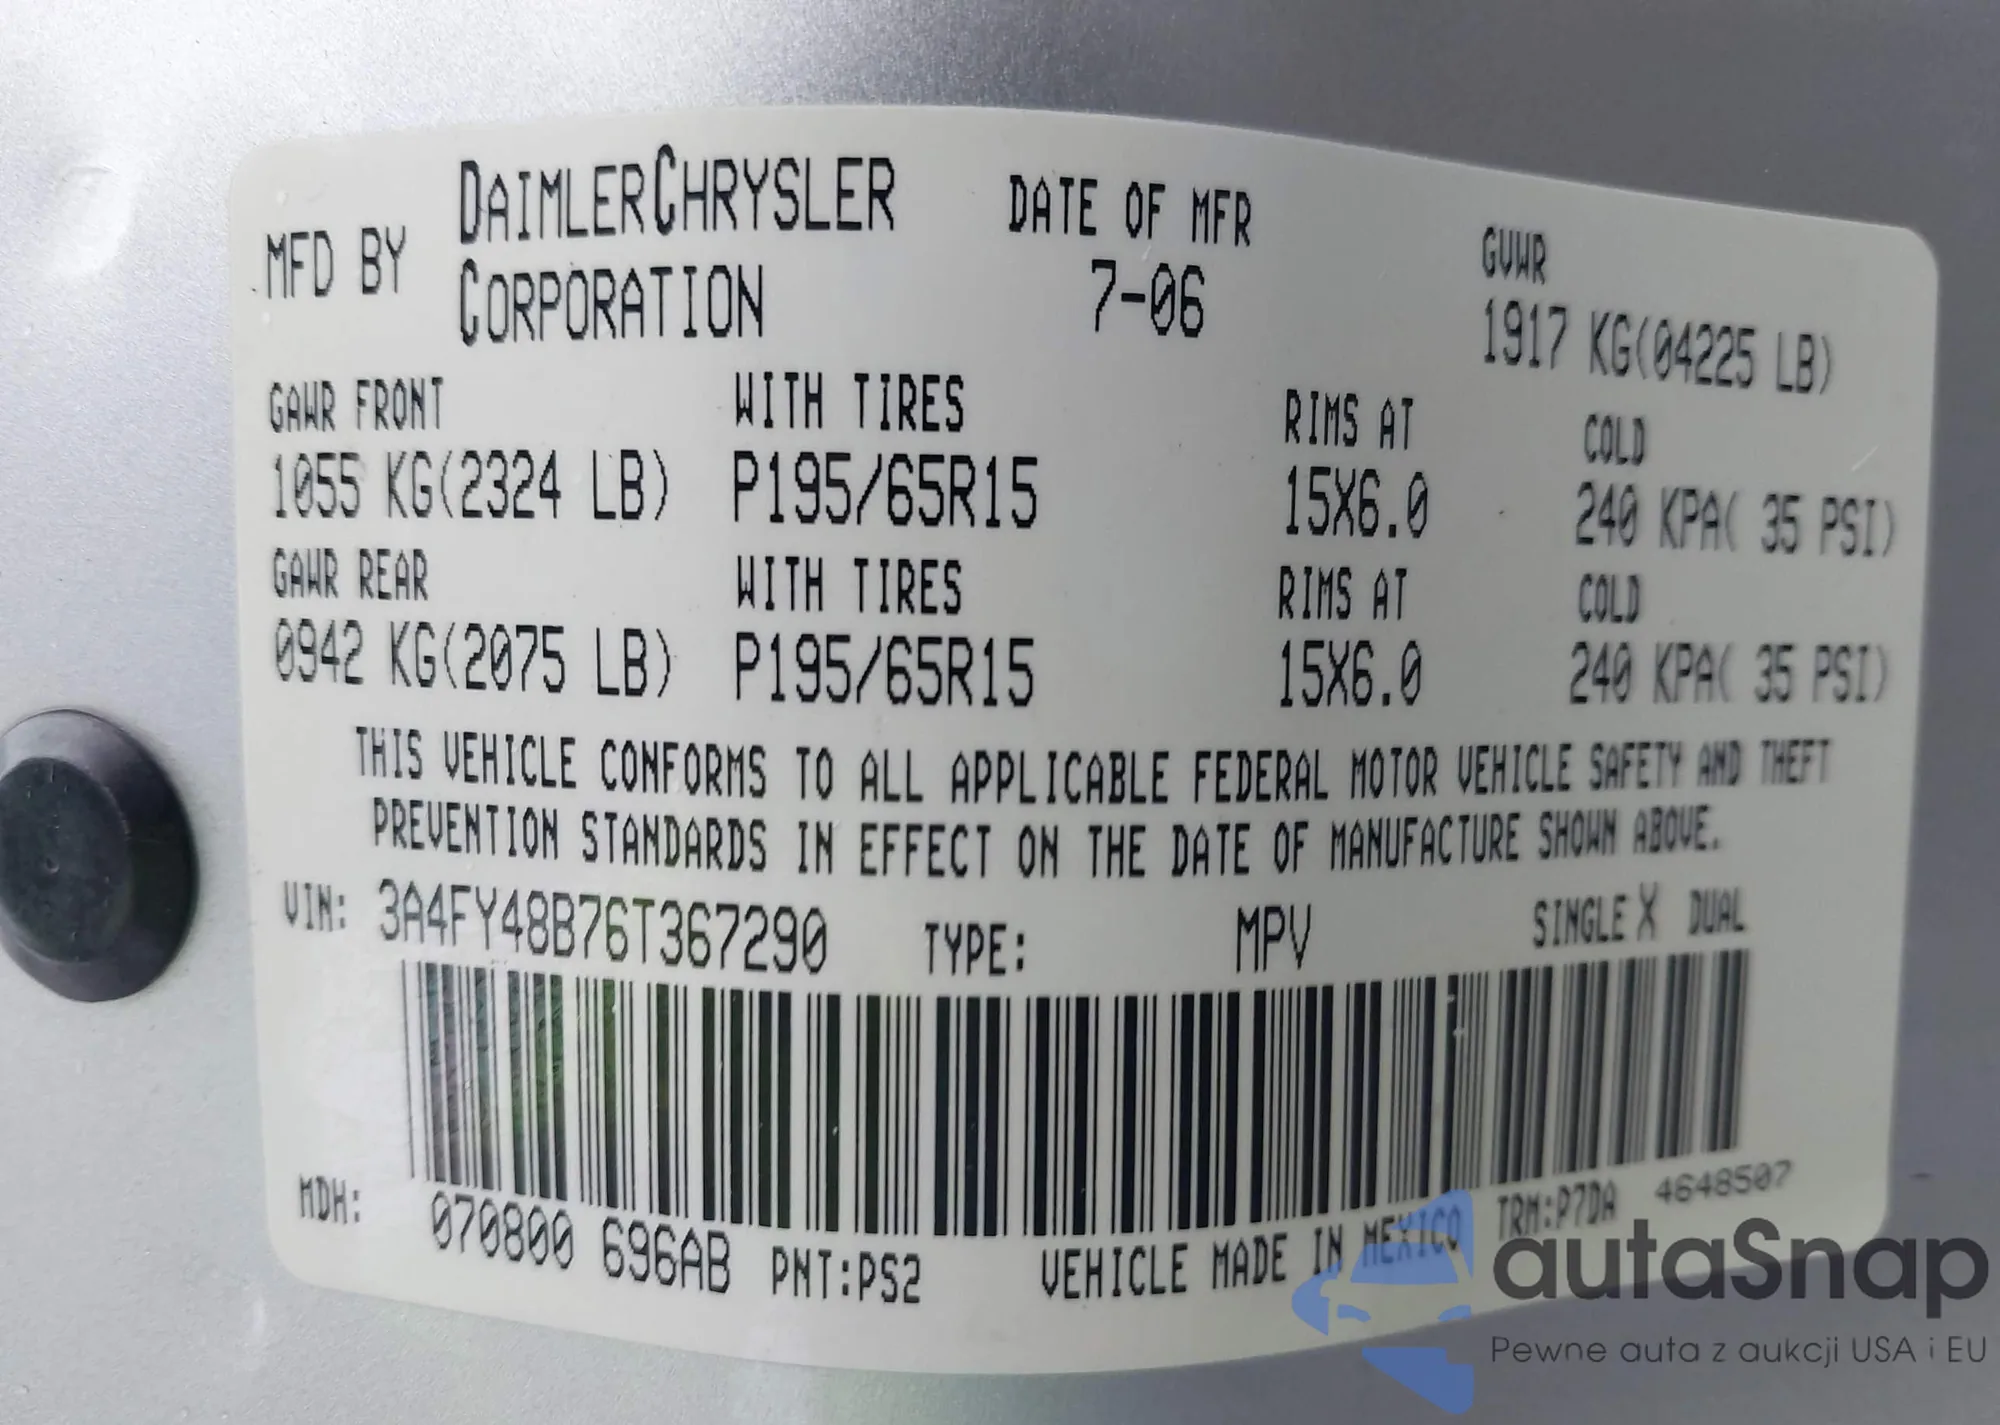 MFD BY DAIMLERCHRYSLER CORPORATION
DATE OF MFR
7-06
GVWR
1917 KG(04225 LB)
GAWR FRONT WITH TIRES RIMS AT COLD
1055 KG(2324 LB) P195/65R15 15X6.0 240 KPA( 35 PSI)
GAWR REAR WITH TIRES RIMS AT COLD
0942 KG(2075 LB) P195/65R15 15X6.0 240 KPA( 35 PSI)
THIS VEHICLE CONFORMS TO ALL APPLICABLE FEDERAL MOTOR VEHICLE SAFETY AND THEFT
PREVENTION STANDARDS IN EFFECT ON THE DATE OF MANUFACTURE SHOWN ABOVE.
VIN: 3A4FY48B76T367290 TYPE: MPV SINGLE X DUAL
MDH: 070800 696AB PNT:PS2 VEHICLE MADE IN MEXICO TRM:P7DA 4648507
autaSnap
Pewne auta z aukcji USA i EU